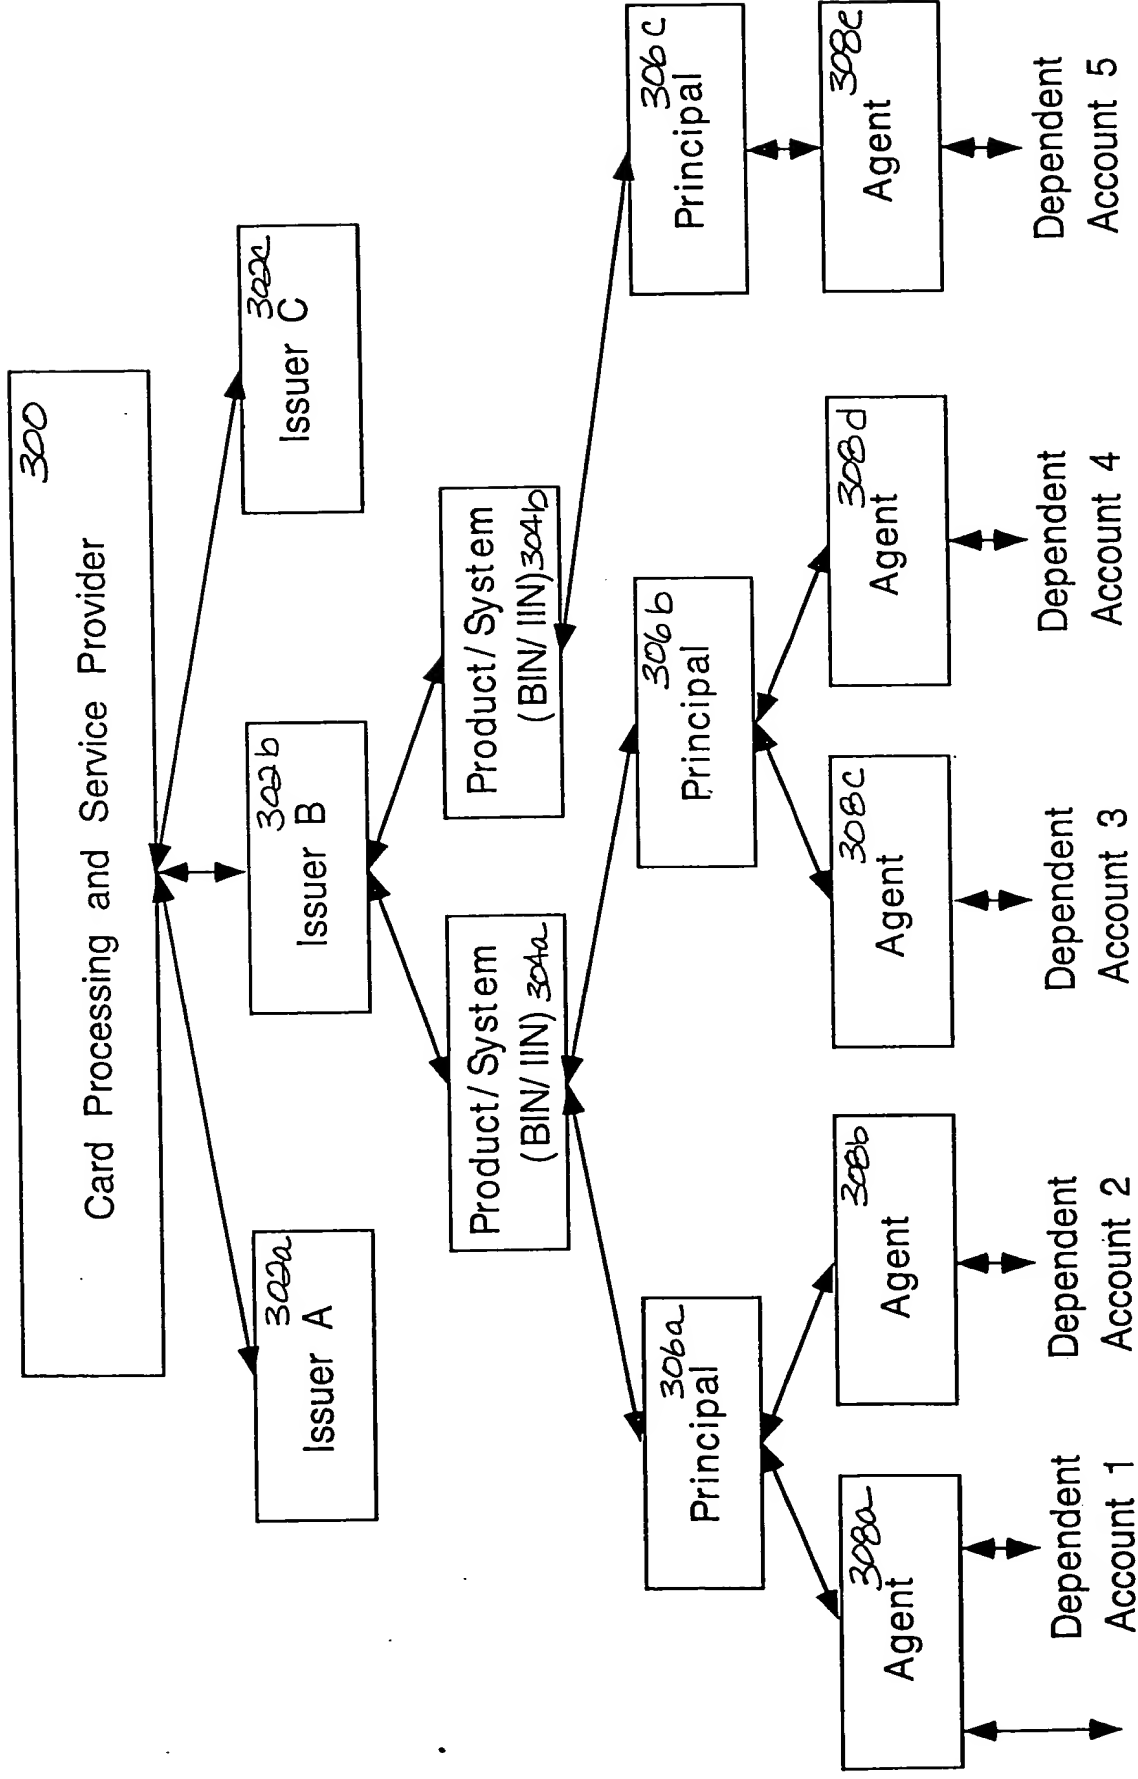 300
Card Processing and Service Provider
302a
Issuer A
302b
Issuer B
302c
Issuer C
Product/System
(BIN/IIN) 304a
Product/System
(BIN/IIN) 304b
306a
Principal
306b
Principal
306c
Principal
308a
Agent
308b
Agent
308c
Agent
308d
Agent
308e
Agent
Dependent
Account 1
Dependent
Account 2
Dependent
Account 3
Dependent
Account 4
Dependent
Account 5